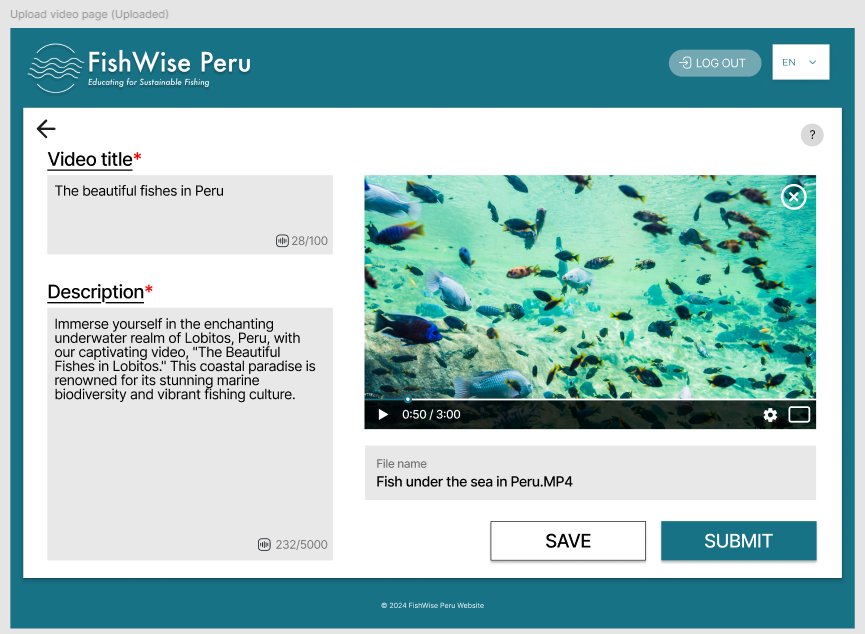 Upload video page (Uploaded)
FishWise Peru
Educating for Sustainable Fishing
LOG OUT
EN
?
Video title*
The beautiful fishes in Peru
28/100
Description*
Immerse yourself in the enchanting
underwater realm of Lobitos, Peru, with
our captivating video, "The Beautiful
Fishes in Lobitos." This coastal paradise is
renowned for its stunning marine
biodiversity and vibrant fishing culture.
232/5000
0:50 / 3:00
File name
Fish under the sea in Peru.MP4
SAVE
SUBMIT
© 2024 FishWise Peru Website